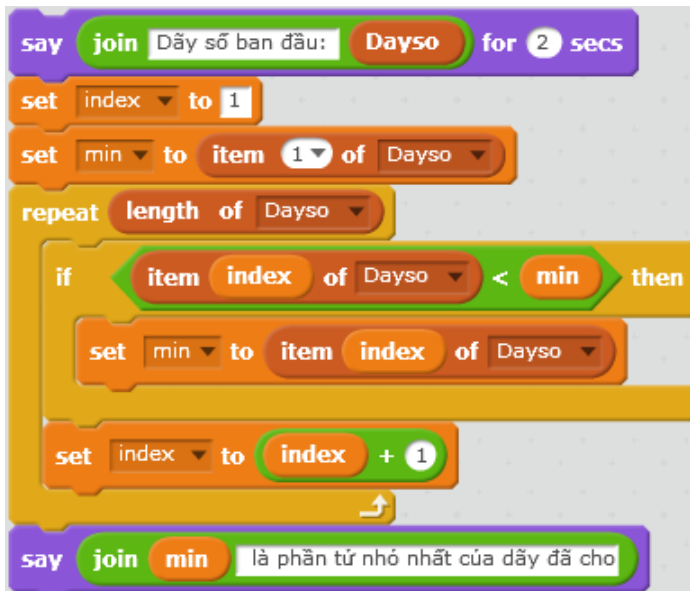 say join Dãy số ban đầu: Dayso for 2 secs
set index to 1
set min to item 1 of Dayso
repeat length of Dayso
if item index of Dayso < min then
set min to item index of Dayso
set index to index + 1
say join min là phần tử nhỏ nhất của dãy đã cho